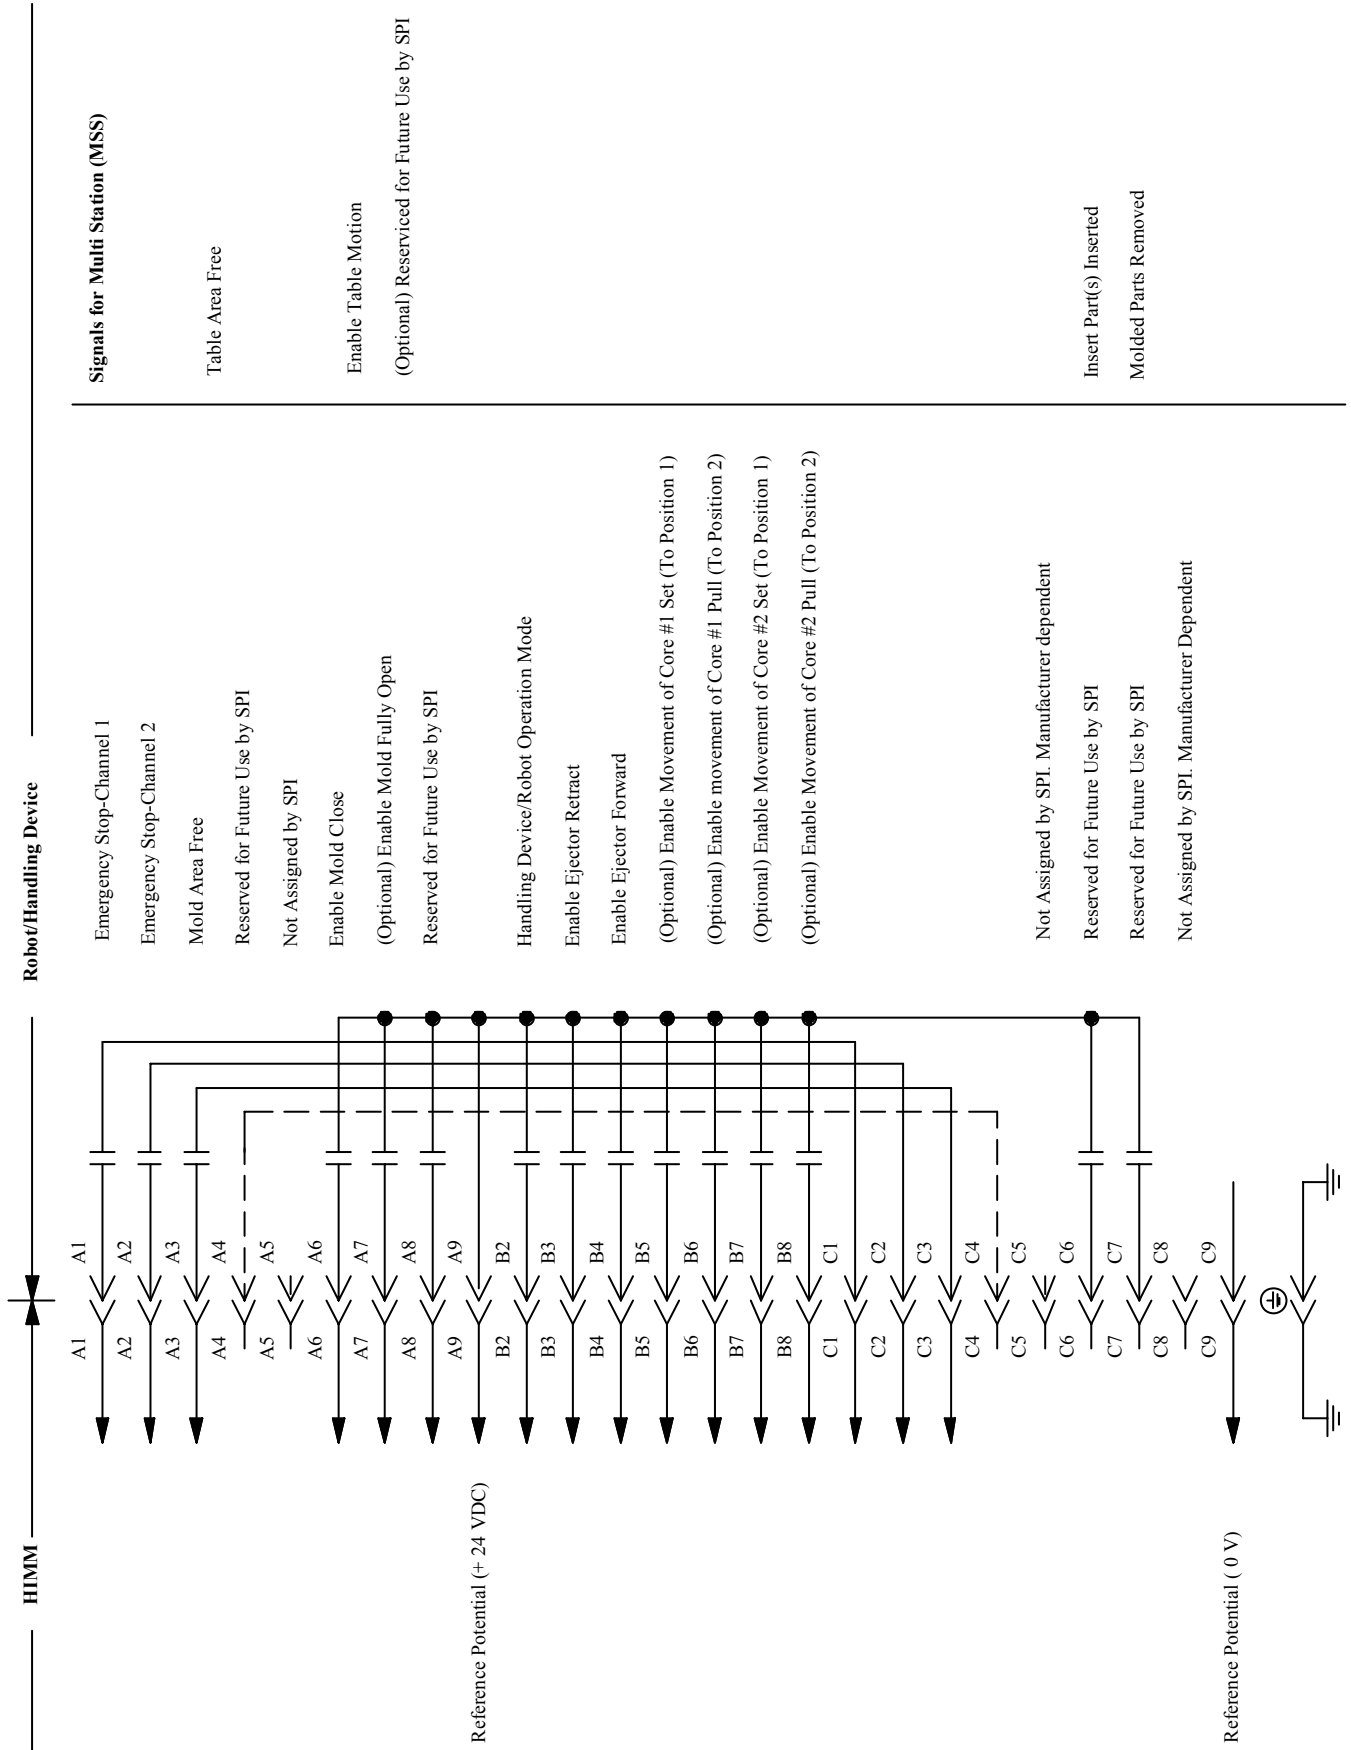 HIMM
Robot/Handling Device
Signals for Multi Station (MSS)
A1 A1 Emergency Stop-Channel 1
A2 A2 Emergency Stop-Channel 2
A3 A3 Mold Area Free Table Area Free
A4 A4 Reserved for Future Use by SPI
A5 A5 Not Assigned by SPI
A6 A6 Enable Mold Close Enable Table Motion
A7 A7 (Optional) Enable Mold Fully Open (Optional) Reserviced for Future Use by SPI
A8 A8 Reserved for Future Use by SPI
Reference Potential (+ 24 VDC) A9 A9
B2 B2 Handling Device/Robot Operation Mode
B3 B3 Enable Ejector Retract
B4 B4 Enable Ejector Forward
B5 B5 (Optional) Enable Movement of Core #1 Set (To Position 1)
B6 B6 (Optional) Enable movement of Core #1 Pull (To Position 2)
B7 B7 (Optional) Enable Movement of Core #2 Set (To Position 1)
B8 B8 (Optional) Enable Movement of Core #2 Pull (To Position 2)
C1 C1
C2 C2
C3 C3
C4 C4
C5 C5 Not Assigned by SPI. Manufacturer dependent
C6 C6 Reserved for Future Use by SPI Insert Part(s) Inserted
C7 C7 Reserved for Future Use by SPI Molded Parts Removed
C8 C8 Not Assigned by SPI. Manufacturer Dependent
Reference Potential ( 0 V) C9 C9